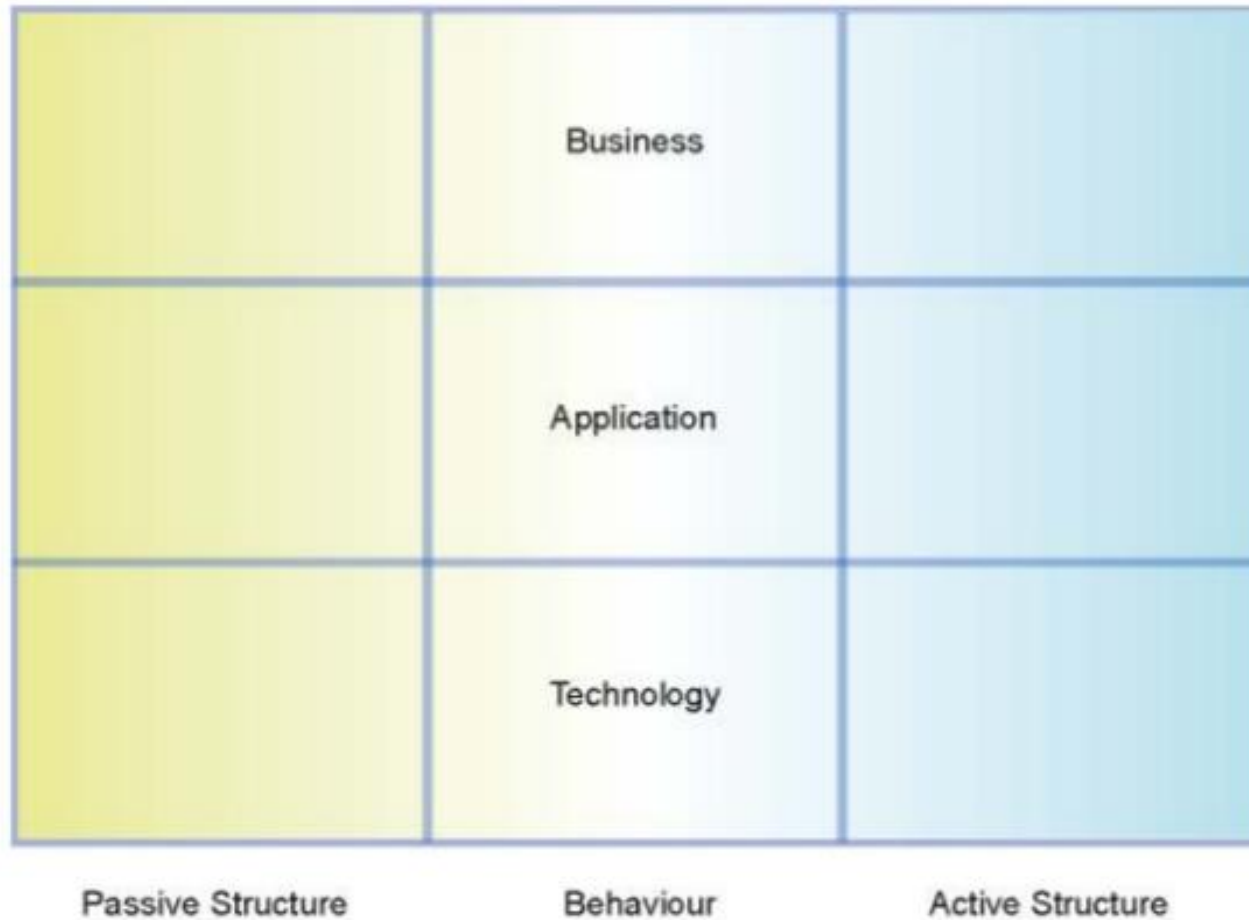 Business
Application
Technology
Passive Structure Behaviour Active Structure